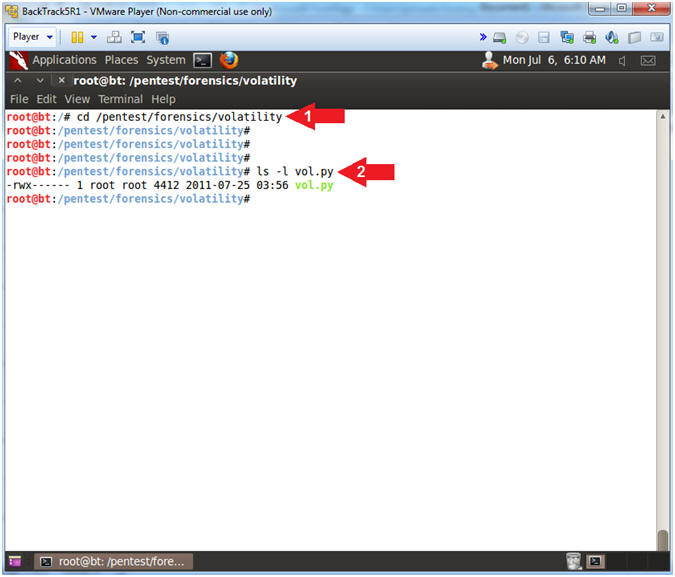 BackTrack5R1 - VMware Player (Non-commercial use only)
Player
Applications Places System Mon Jul 6, 6:10 AM
root@bt: /pentest/forensics/volatility
File Edit View Terminal Help
root@bt:/# cd /pentest/forensics/volatility 1
root@bt:/pentest/forensics/volatility#
root@bt:/pentest/forensics/volatility#
root@bt:/pentest/forensics/volatility#
root@bt:/pentest/forensics/volatility# ls -l vol.py 2
-rwx------ 1 root root 4412 2011-07-25 03:56 vol.py
root@bt:/pentest/forensics/volatility#
root@bt: /pentest/fore...